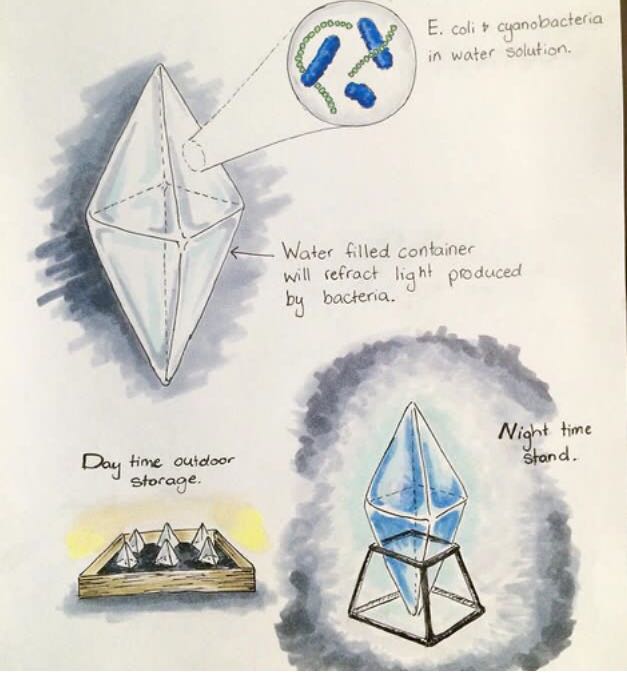 E. coli & cyanobacteria
in water solution.
Water filled container
will refract light produced
by bacteria.
Day time outdoor
storage.
Night time
stand.